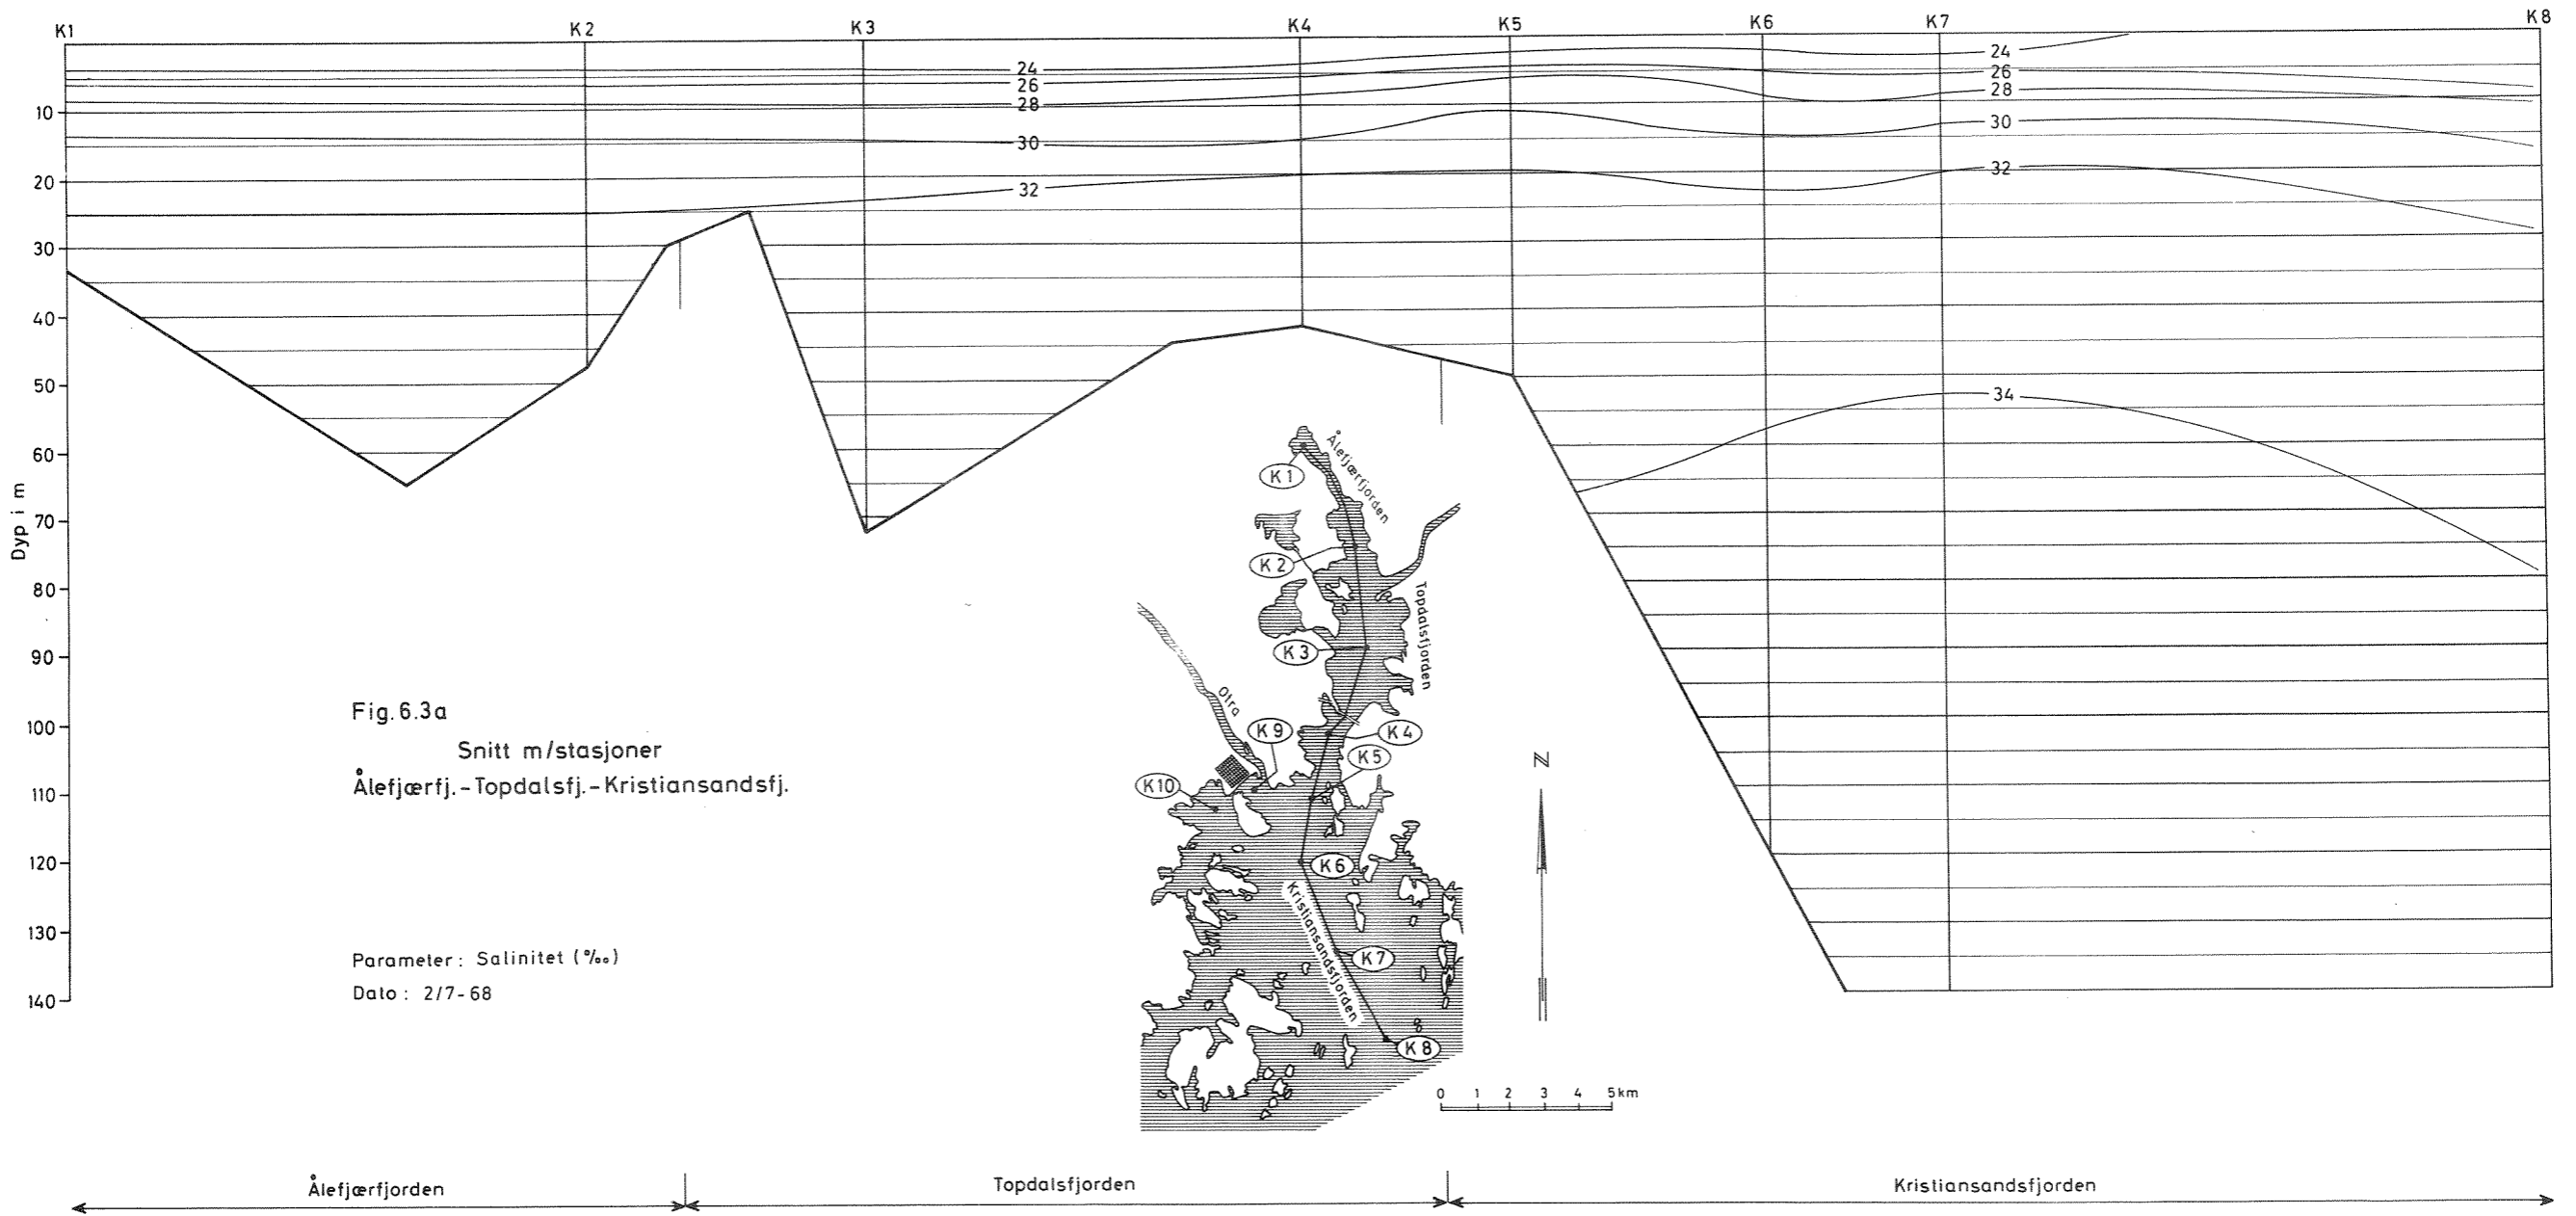 K1 K2 K3 K4 K5 K6 K7 K8
24 24
26 26
28 28
30 30
32 32
34
10
20
30
40
50
60
70
80
90
100
110
120
130
140
Dyp i m
Fig. 6.3a
Snitt m/stasjoner
Ålefjærfj.-Topdalsfj.-Kristiansandsfj.
Parameter: Salinitet (‰)
Dato: 2/7-68
K1
Ålefjærfjorden
K2
Topdalsfjorden
K3
Otra
K9
K4
K5
K10
K6
Kristiansandsfjorden
K7
K8
N
0 1 2 3 4 5 km
Ålefjærfjorden Topdalsfjorden Kristiansandsfjorden